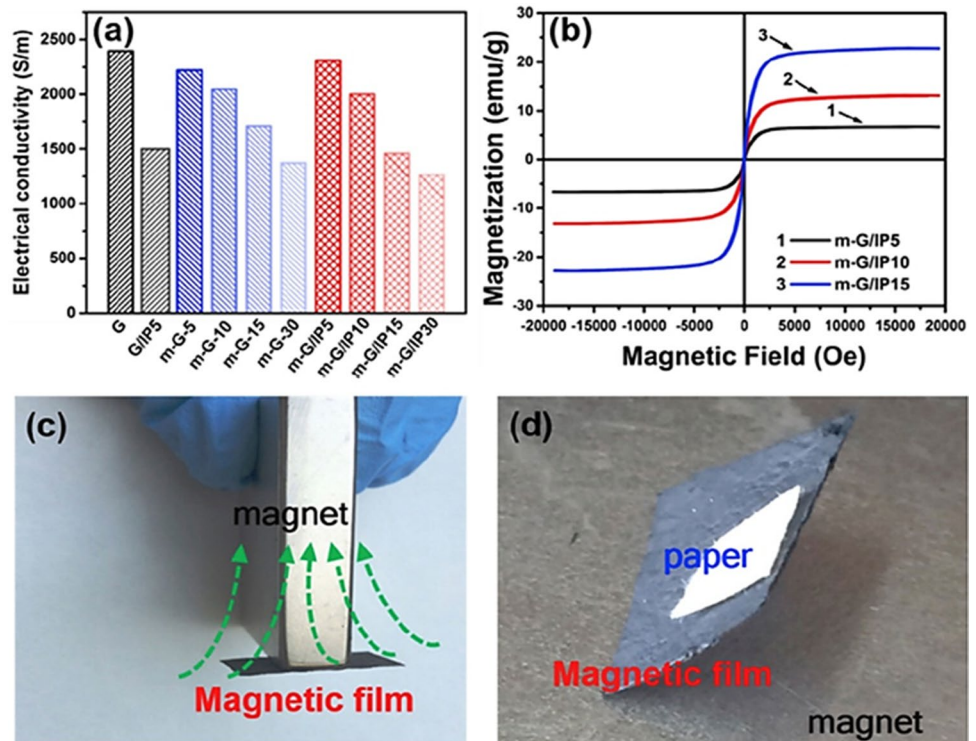 (a)
Electrical conductivity (S/m)
2500
2000
1500
1000
500
0
G
G/IP5
m-G-5
m-G-10
m-G-15
m-G-30
m-G/IP5
m-G/IP10
m-G/IP15
m-G/IP30
(b)
Magnetization (emu/g)
30
20
10
0
-10
-20
-30
3
2
1
1 m-G/IP5
2 m-G/IP10
3 m-G/IP15
-20000 -15000 -10000 -5000 0 5000 10000 15000 20000
Magnetic Field (Oe)
(c)
magnet
Magnetic film
(d)
paper
Magnetic film
magnet